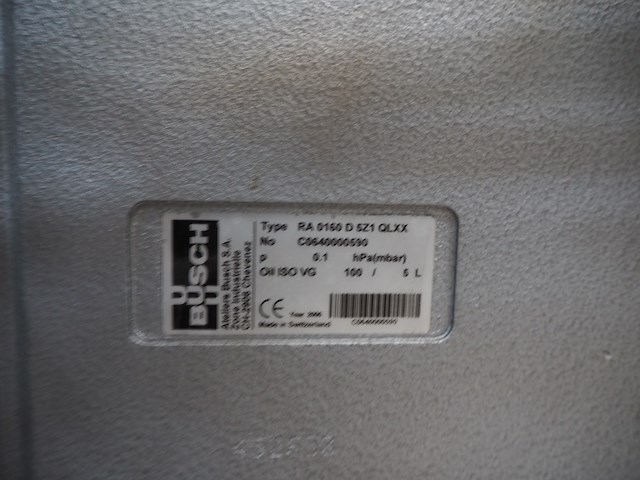 BUSCH
Ateliers Busch S.A.
Zone Industrielle
CH-2906 Chevenez
Type RA 0160 D 5Z1 QLXX
No C0640000590
p 0.1 hPa(mbar)
Oil ISO VG 100 / 5 L
CE Year 2006
Made in Switzerland
C0640000590